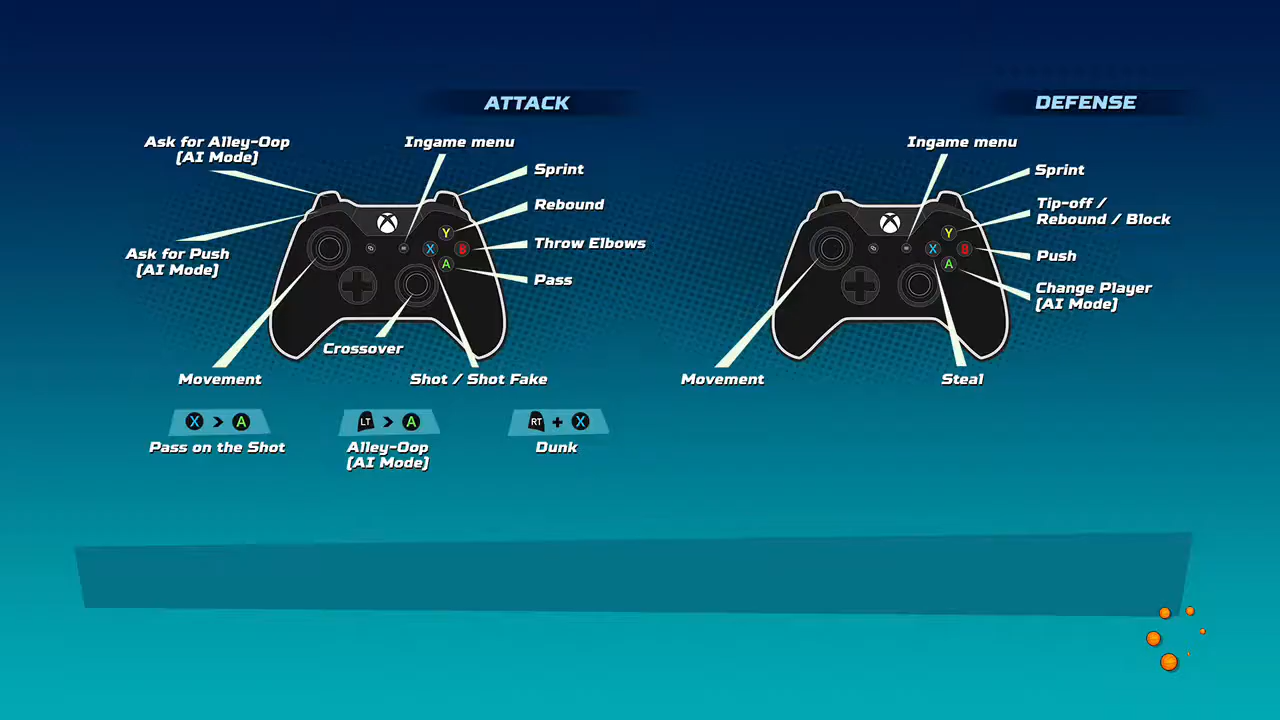 ATTACK
Ask for Alley-Oop
[AI Mode]
Ingame menu
Sprint
Rebound
Throw Elbows
Pass
Ask for Push
[AI Mode]
Y
X
B
A
Crossover
Movement
Shot / Shot Fake
X > A
Pass on the Shot
LT > A
Alley-Oop
[AI Mode]
RT + X
Dunk
DEFENSE
Ingame menu
Sprint
Tip-off /
Rebound / Block
Push
Change Player
[AI Mode]
Y
X
B
A
Movement
Steal